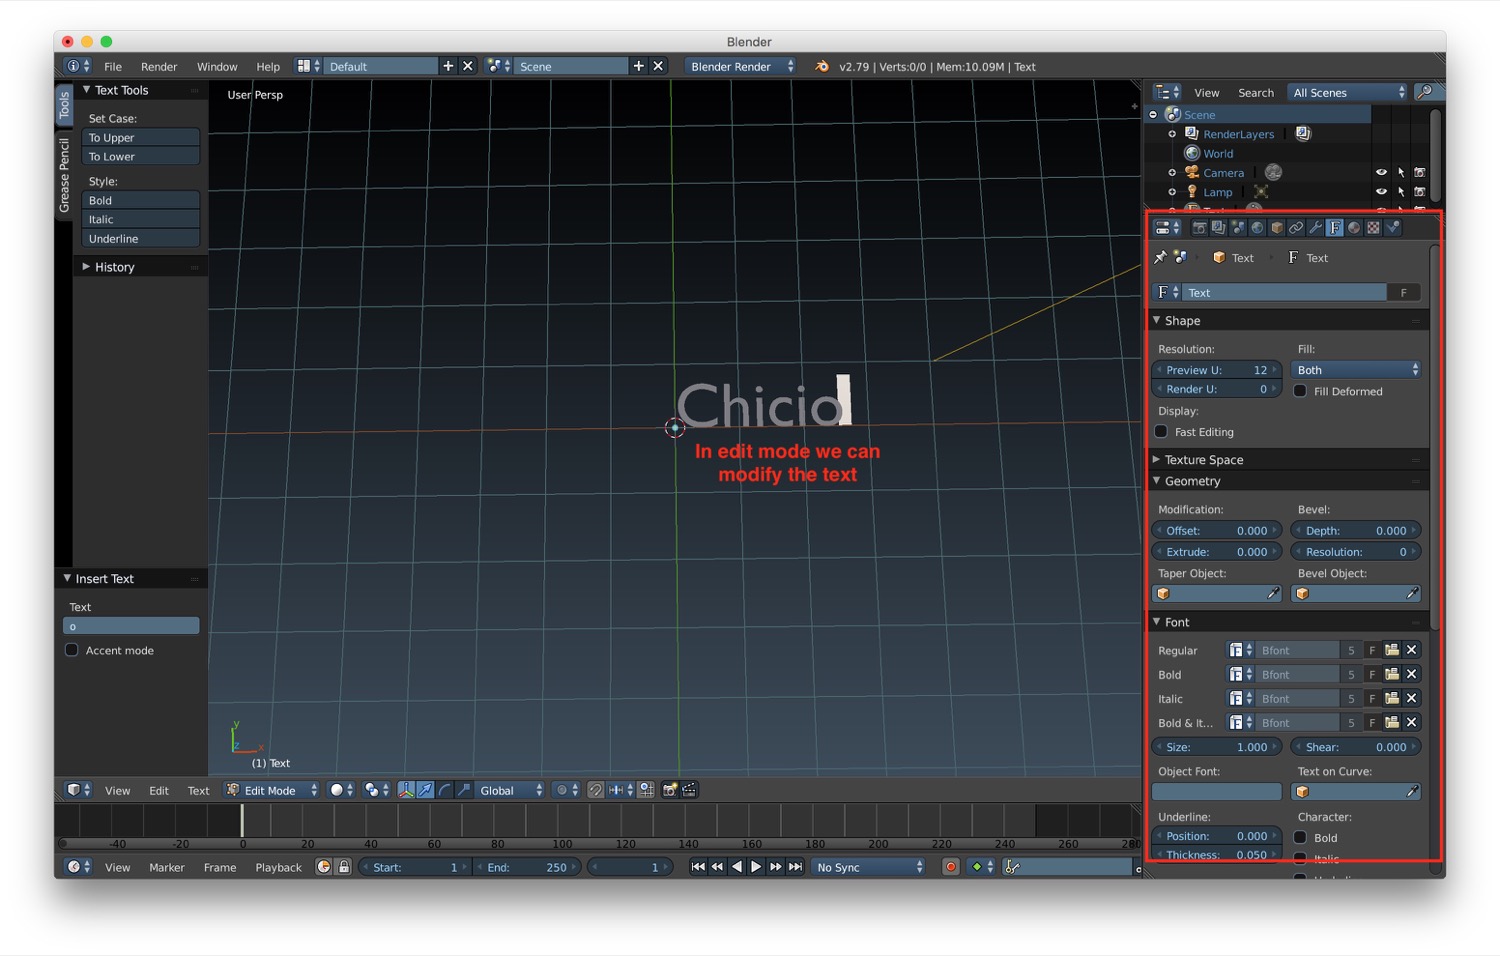 Blender
File Render Window Help Default Scene Blender Render v2.79 | Verts:0/0 | Mem:10.09M | Text
Tools
Grease Pencil
Text Tools
Set Case:
To Upper
To Lower
Style:
Bold
Italic
Underline
History
Insert Text
Text
o
Accent mode
User Persp
Chicio
In edit mode we can
modify the text
y
z
x
(1) Text
View Edit Text Edit Mode Global
-40 -20 0 20 40 60 80 100 120 140 160 180 200 220 240 260 280
View Marker Frame Playback Start: 1 End: 250 1 No Sync
View Search All Scenes
Scene
RenderLayers
World
Camera
Lamp
Text Text
F Text F
Shape
Resolution: Fill:
Preview U: 12 Both
Render U: 0 Fill Deformed
Display:
Fast Editing
Texture Space
Geometry
Modification: Bevel:
Offset: 0.000 Depth: 0.000
Extrude: 0.000 Resolution: 0
Taper Object: Bevel Object:
Font
Regular Bfont 5 F
Bold Bfont 5 F
Italic Bfont 5 F
Bold & It... Bfont 5 F
Size: 1.000 Shear: 0.000
Object Font: Text on Curve:
Underline: Character:
Position: 0.000 Bold
Thickness: 0.050 Italic